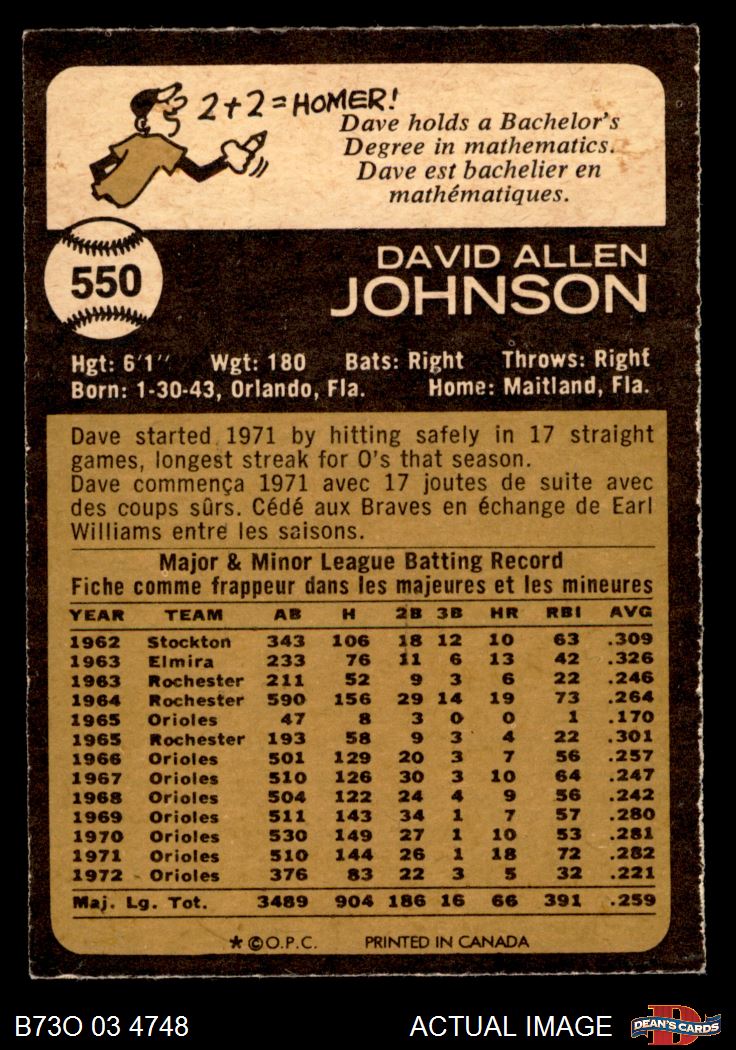 2+2=HOMER!
Dave holds a Bachelor's
Degree in mathematics.
Dave est bachelier en
mathématiques.
550
DAVID ALLEN
JOHNSON
Hgt: 6'1" Wgt: 180 Bats: Right Throws: Right
Born: 1-30-43, Orlando, Fla. Home: Maitland, Fla.
Dave started 1971 by hitting safely in 17 straight
games, longest streak for O's that season.
Dave commença 1971 avec 17 joutes de suite avec
des coups sûrs. Cédé aux Braves en échange de Earl
Williams entre les saisons.
Major & Minor League Batting Record
Fiche comme frappeur dans les majeures et les mineures
YEAR TEAM AB H 2B 3B HR RBI AVG
1962 Stockton 343 106 18 12 10 63 .309
1963 Elmira 233 76 11 6 13 42 .326
1963 Rochester 211 52 9 3 6 22 .246
1964 Rochester 590 156 29 14 19 73 .264
1965 Orioles 47 8 3 0 0 1 .170
1965 Rochester 193 58 9 3 4 22 .301
1966 Orioles 501 129 20 3 7 56 .257
1967 Orioles 510 126 30 3 10 64 .247
1968 Orioles 504 122 24 4 9 56 .242
1969 Orioles 511 143 34 1 7 57 .280
1970 Orioles 530 149 27 1 10 53 .281
1971 Orioles 510 144 26 1 18 72 .282
1972 Orioles 376 83 22 3 5 32 .221
Maj. Lg. Tot. 3489 904 186 16 66 391 .259
★ ©O.P.C. PRINTED IN CANADA
B73O 03 4748 ACTUAL IMAGE DEAN'S CARDS